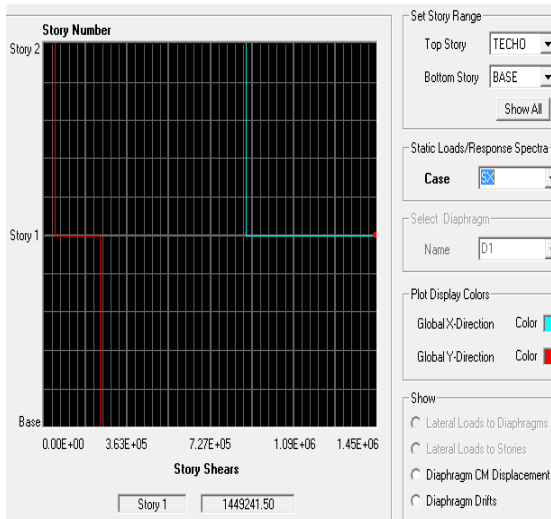 Story Number
Story 2
Story 1
Base
0.00E+00 3.63E+05 7.27E+05 1.09E+06 1.45E+06
Story Shears
Story 1 1449241.50
Set Story Range
Top Story TECHO
Bottom Story BASE
Show All
Static Loads/Response Spectra
Case SX
Select Diaphragm
Name D1
Plot Display Colors
Global X-Direction Color
Global Y-Direction Color
Show
Lateral Loads to Diaphragms
Lateral Loads to Stories
Diaphragm CM Displacement
Diaphragm Drifts